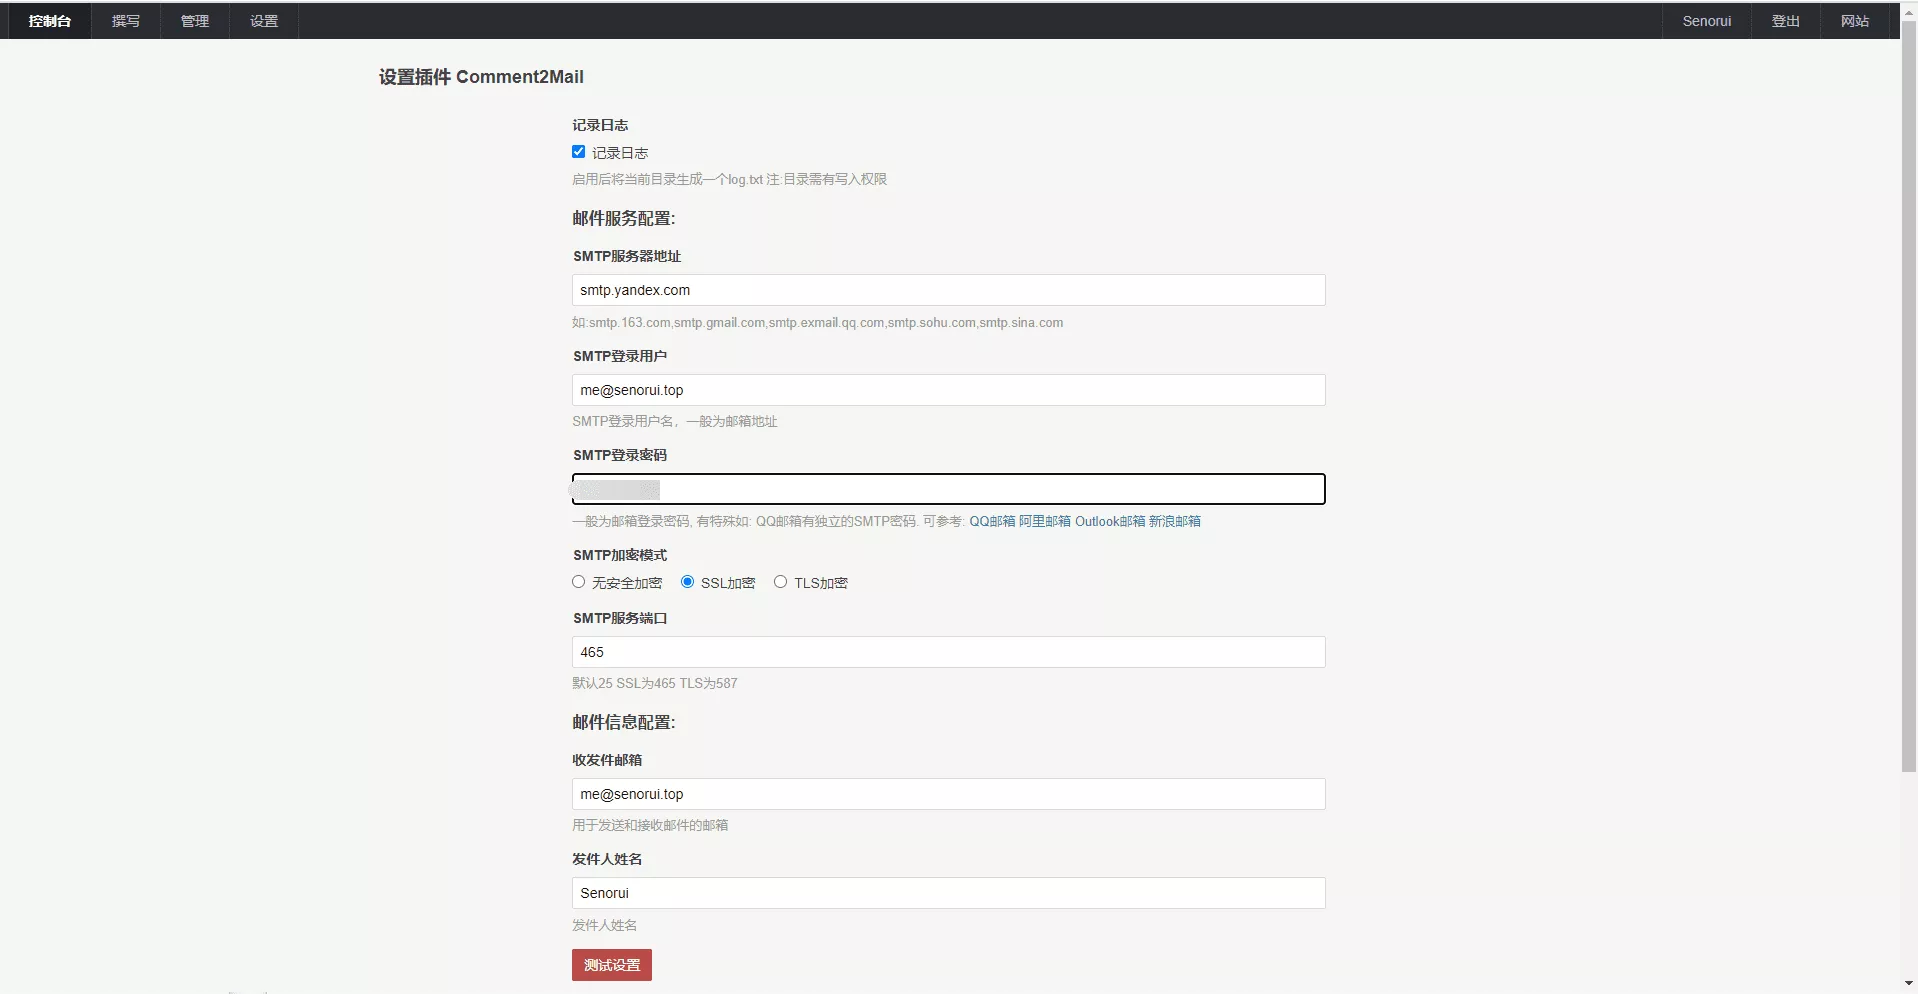 控制台 撰写 管理 设置 Senorui 登出 网站
设置插件 Comment2Mail
记录日志
记录日志
启用后将当前目录生成一个log.txt 注:目录需有写入权限
邮件服务配置:
SMTP服务器地址
smtp.yandex.com
如:smtp.163.com,smtp.gmail.com,smtp.exmail.qq.com,smtp.sohu.com,smtp.sina.com
SMTP登录用户
me@senorui.top
SMTP登录用户名，一般为邮箱地址
SMTP登录密码
一般为邮箱登录密码, 有特殊如: QQ邮箱有独立的SMTP密码. 可参考: QQ邮箱 阿里邮箱 Outlook邮箱 新浪邮箱
SMTP加密模式
无安全加密 SSL加密 TLS加密
SMTP服务端口
465
默认25 SSL为465 TLS为587
邮件信息配置:
收发件邮箱
me@senorui.top
用于发送和接收邮件的邮箱
发件人姓名
Senorui
发件人姓名
测试设置